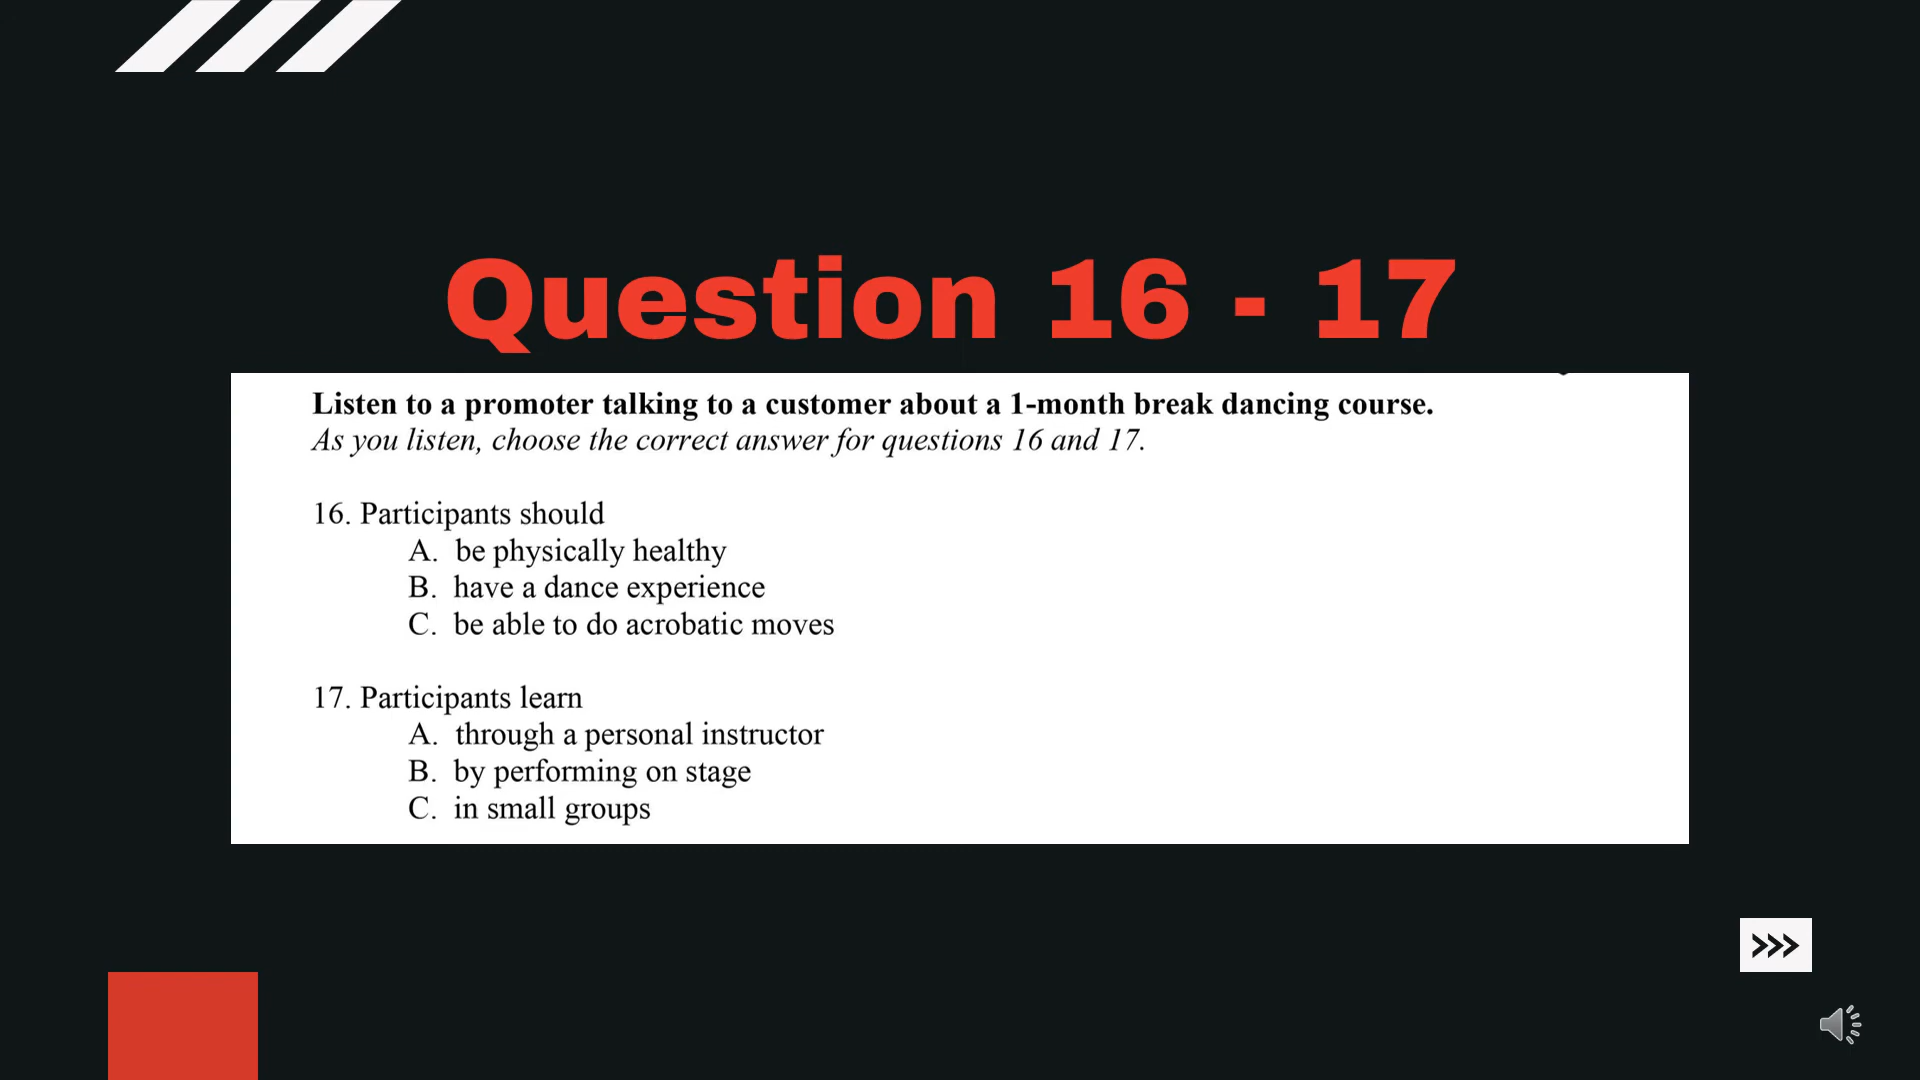 Question 16 - 17
Listen to a promoter talking to a customer about a 1-month break dancing course.
As you listen, choose the correct answer for questions 16 and 17.
16. Participants should
A. be physically healthy
B. have a dance experience
C. be able to do acrobatic moves
17. Participants learn
A. through a personal instructor
B. by performing on stage
C. in small groups